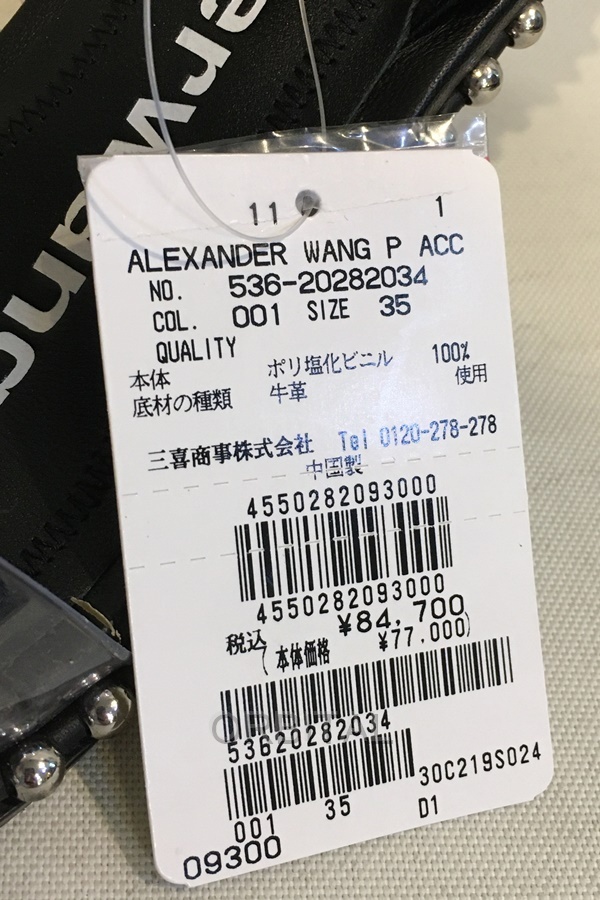 erwang
11 1
ALEXANDER WANG P ACC
NO. 536-20282034
COL. 001 SIZE 35
QUALITY
本体 ポリ塩化ビニル 100%
底材の種類 牛革 使用
三喜商事株式会社 Tel 0120-278-278
中国製
4550282093000
4550282093000
税込 ¥84,700
(本体価格 ¥77,000)
53620282034
30C219S024
001 35 D1
09300